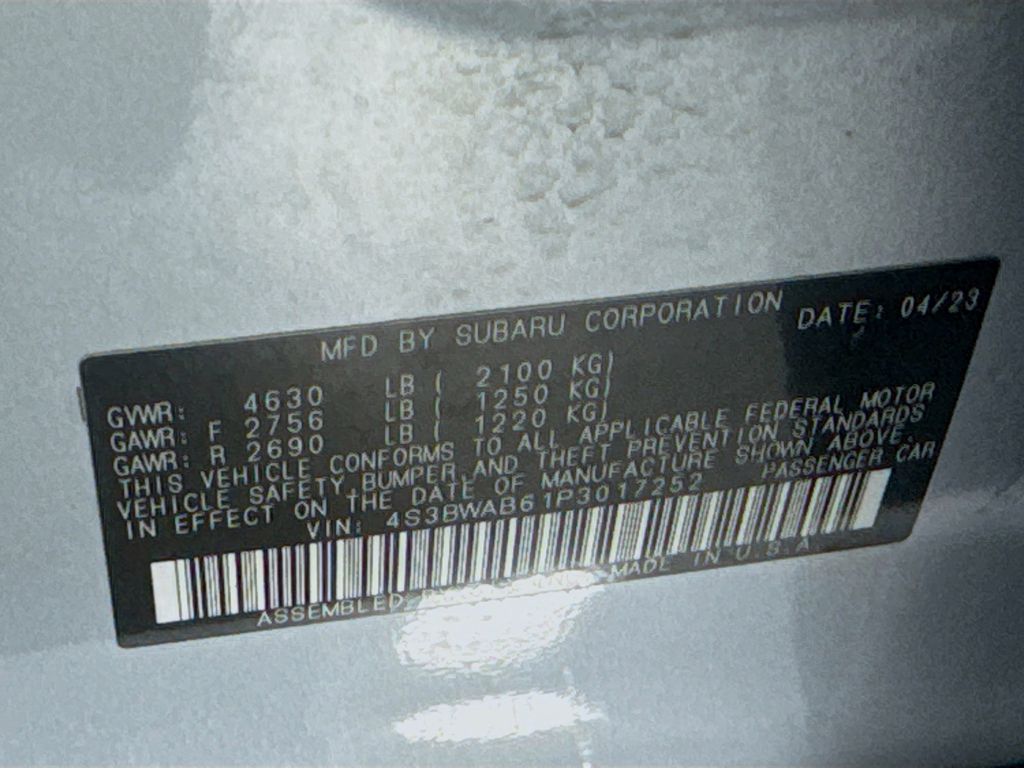 MFD BY SUBARU CORPORATION DATE: 04/23
GVWR: 4630 LB ( 2100 KG)
GAWR: F 2756 LB ( 1250 KG)
GAWR: R 2690 LB ( 1220 KG)
THIS VEHICLE CONFORMS TO ALL APPLICABLE FEDERAL MOTOR
VEHICLE SAFETY, BUMPER, AND THEFT PREVENTION STANDARDS
IN EFFECT ON THE DATE OF MANUFACTURE SHOWN ABOVE.
VIN: 4S3BWAB61P3017252 PASSENGER CAR
ASSEMBLED MADE IN U.S.A.